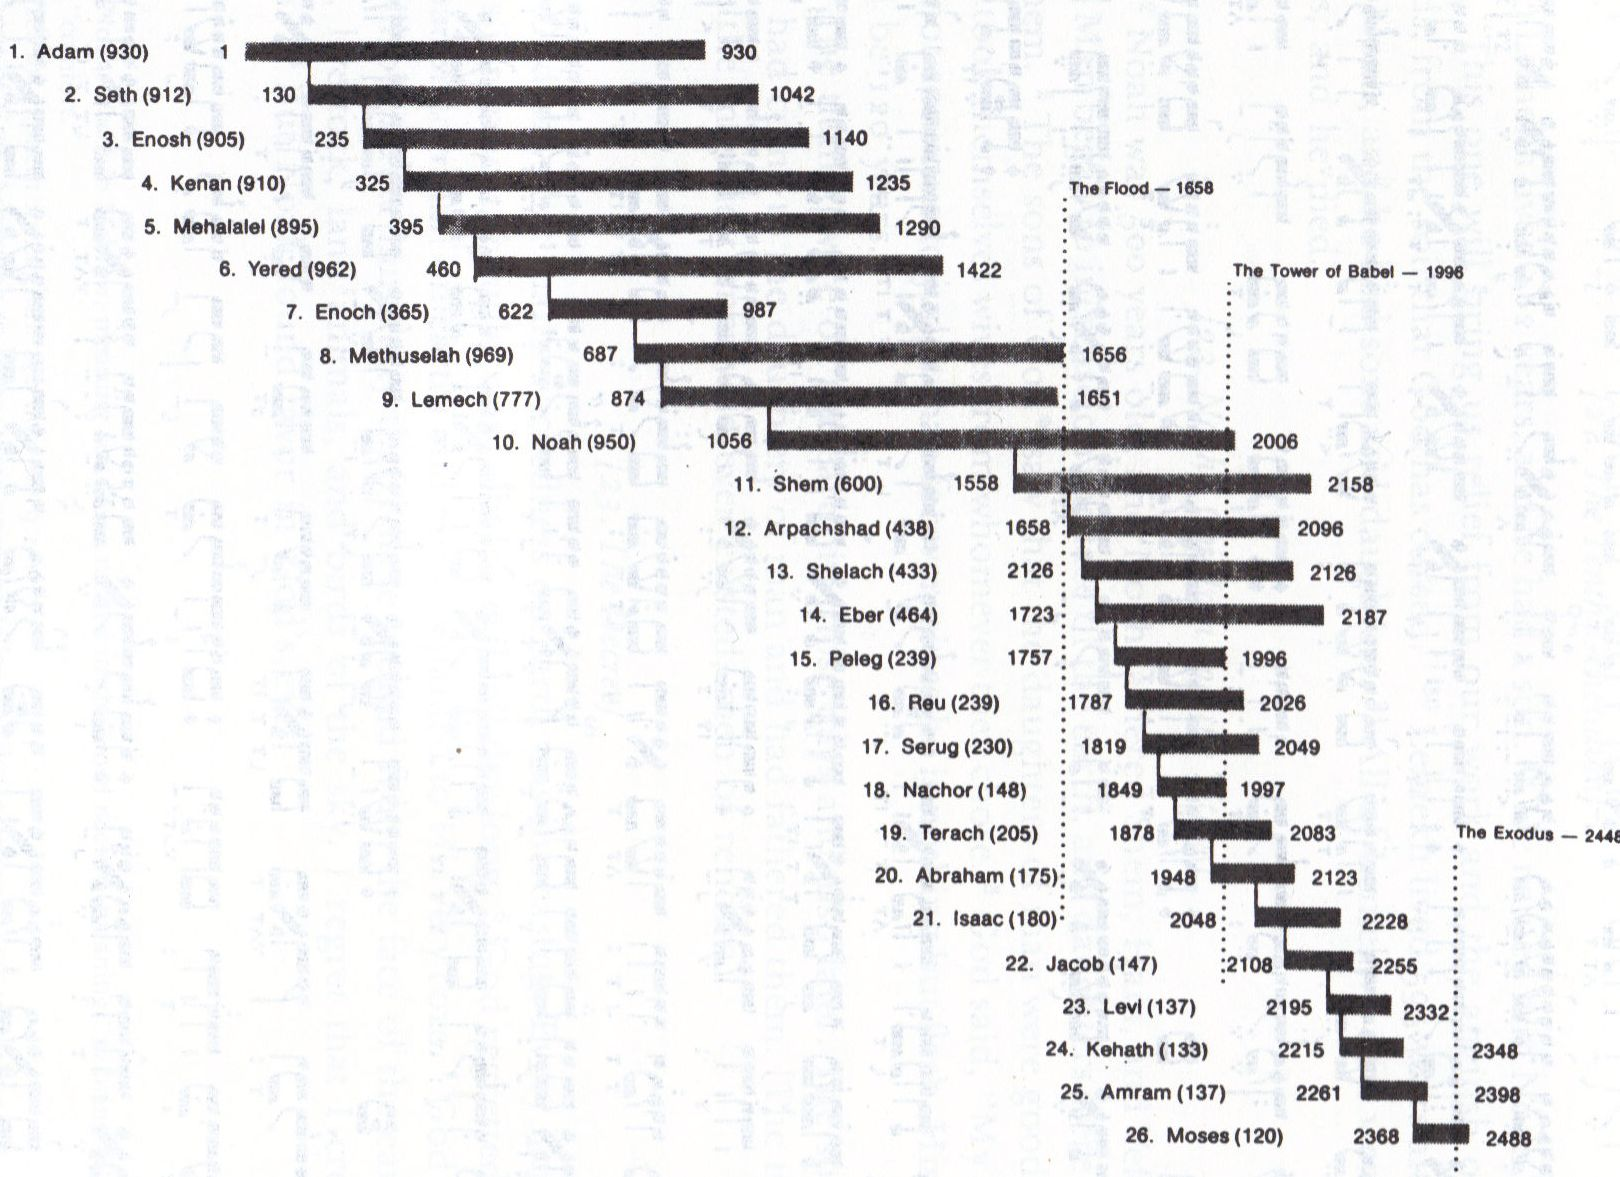 1. Adam (930) 1 930
2. Seth (912) 130 1042
3. Enosh (905) 235 1140
4. Kenan (910) 325 1235
The Flood — 1658
5. Mehalalel (895) 395 1290
6. Yered (962) 460 1422
The Tower of Babel — 1996
7. Enoch (365) 622 987
8. Methuselah (969) 687 1656
9. Lemech (777) 874 1651
10. Noah (950) 1056 2006
11. Shem (600) 1558 2158
12. Arpachshad (438) 1658 2096
13. Shelach (433) 2126 2126
14. Eber (464) 1723 2187
15. Peleg (239) 1757 1996
16. Reu (239) 1787 2026
17. Serug (230) 1819 2049
18. Nachor (148) 1849 1997
19. Terach (205) 1878 2083
The Exodus — 2448
20. Abraham (175) 1948 2123
21. Isaac (180) 2048 2228
22. Jacob (147) 2108 2255
23. Levi (137) 2195 2332
24. Kehath (133) 2215 2348
25. Amram (137) 2261 2398
26. Moses (120) 2368 2488